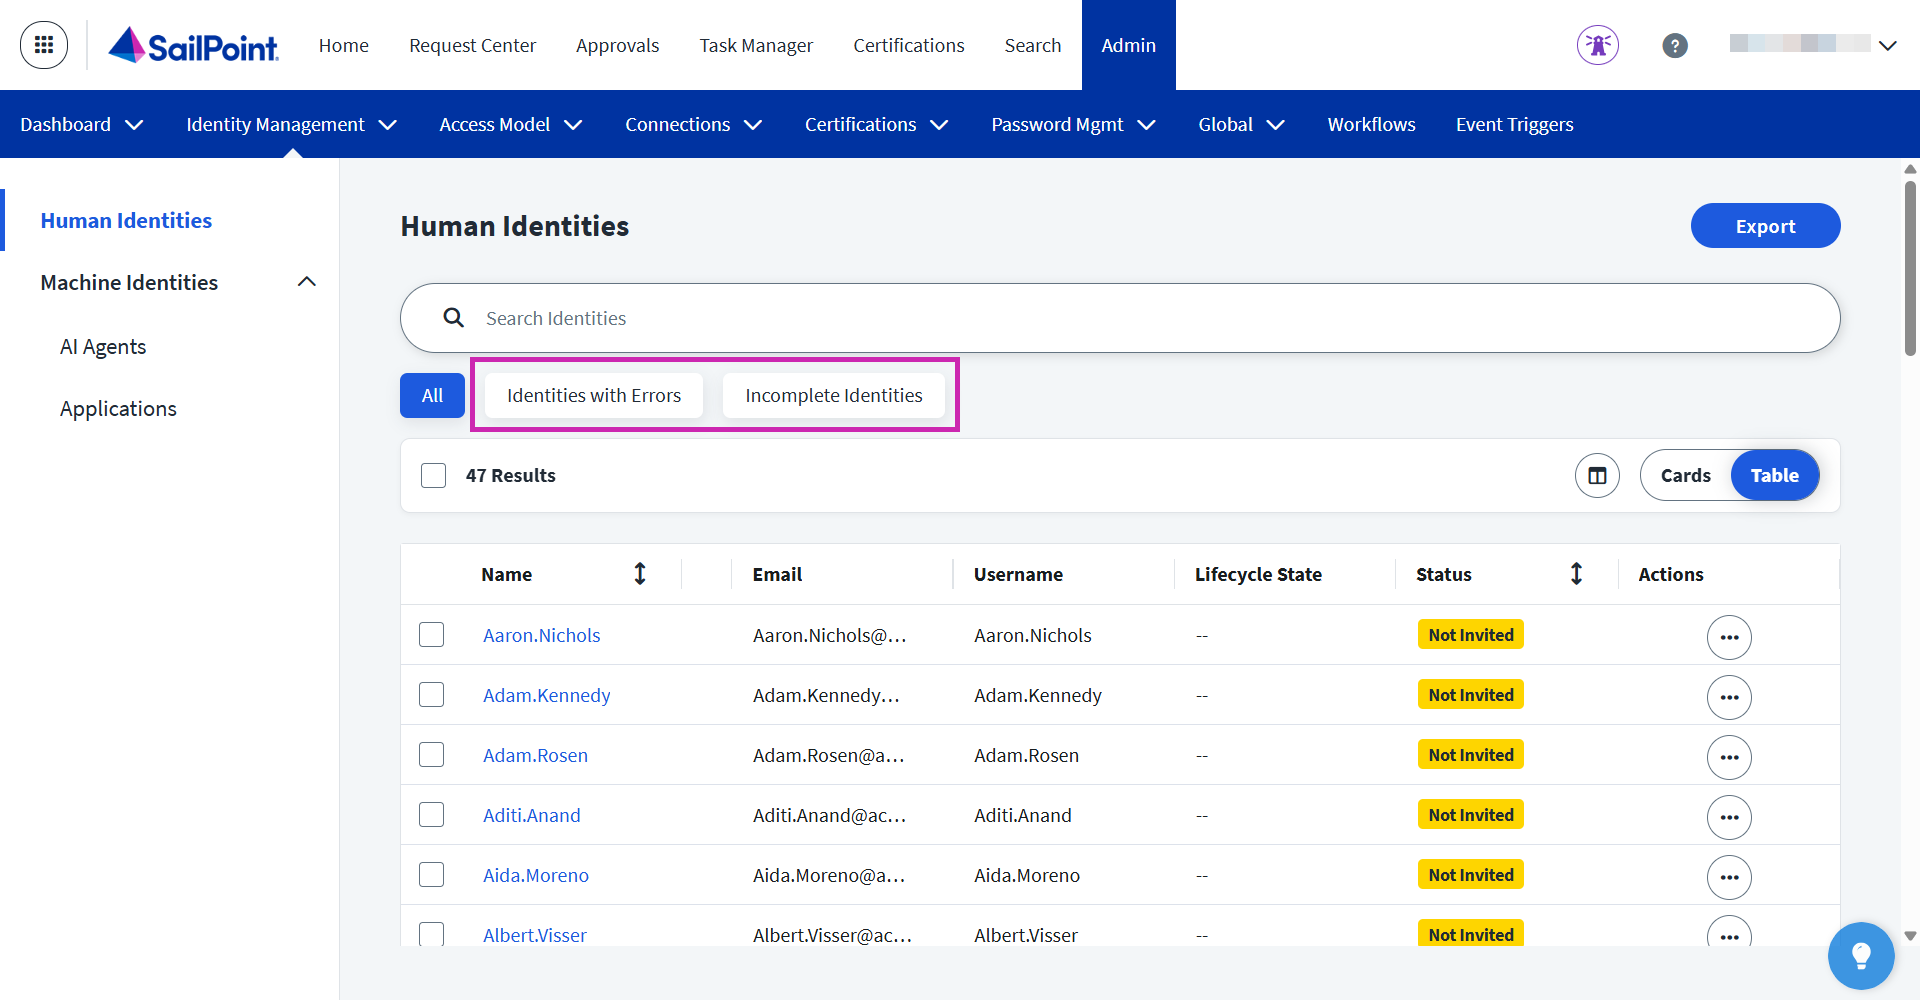 SailPoint Home Request Center Approvals Task Manager Certifications Search Admin ?
Dashboard Identity Management Access Model Connections Certifications Password Mgmt Global Workflows Event Triggers
Human Identities
Machine Identities
AI Agents
Applications
Human Identities Export
Search Identities
All Identities with Errors Incomplete Identities
47 Results Cards Table
Name Email Username Lifecycle State Status Actions
Aaron.Nichols Aaron.Nichols@... Aaron.Nichols -- Not Invited
Adam.Kennedy Adam.Kennedy... Adam.Kennedy -- Not Invited
Adam.Rosen Adam.Rosen@a... Adam.Rosen -- Not Invited
Aditi.Anand Aditi.Anand@ac... Aditi.Anand -- Not Invited
Aida.Moreno Aida.Moreno@a... Aida.Moreno -- Not Invited
Albert.Visser Albert.Visser@ac... Albert.Visser -- Not Invited